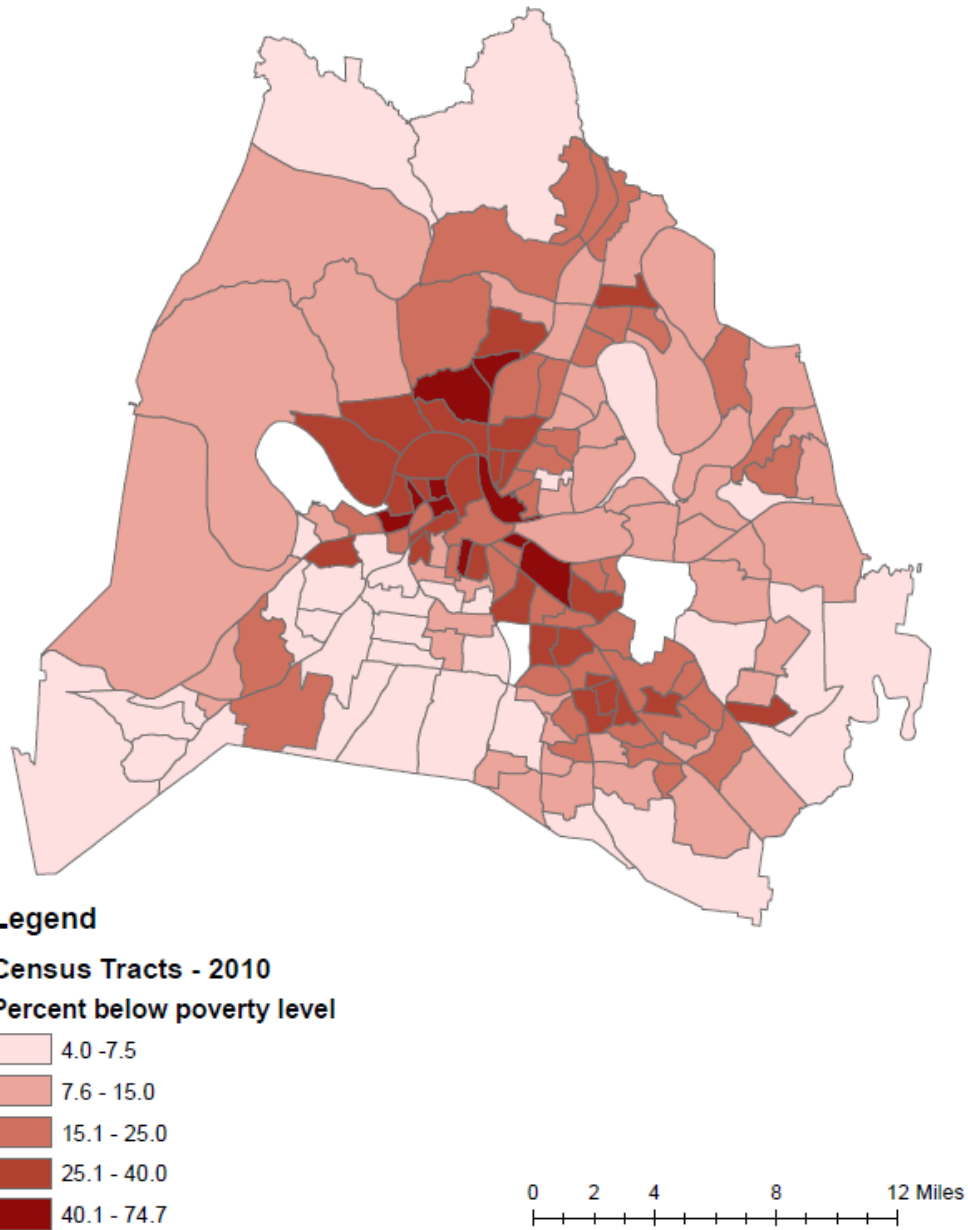 Legend
Census Tracts - 2010
Percent below poverty level
4.0 -7.5
7.6 - 15.0
15.1 - 25.0
25.1 - 40.0
40.1 - 74.7
0 2 4 8 12 Miles